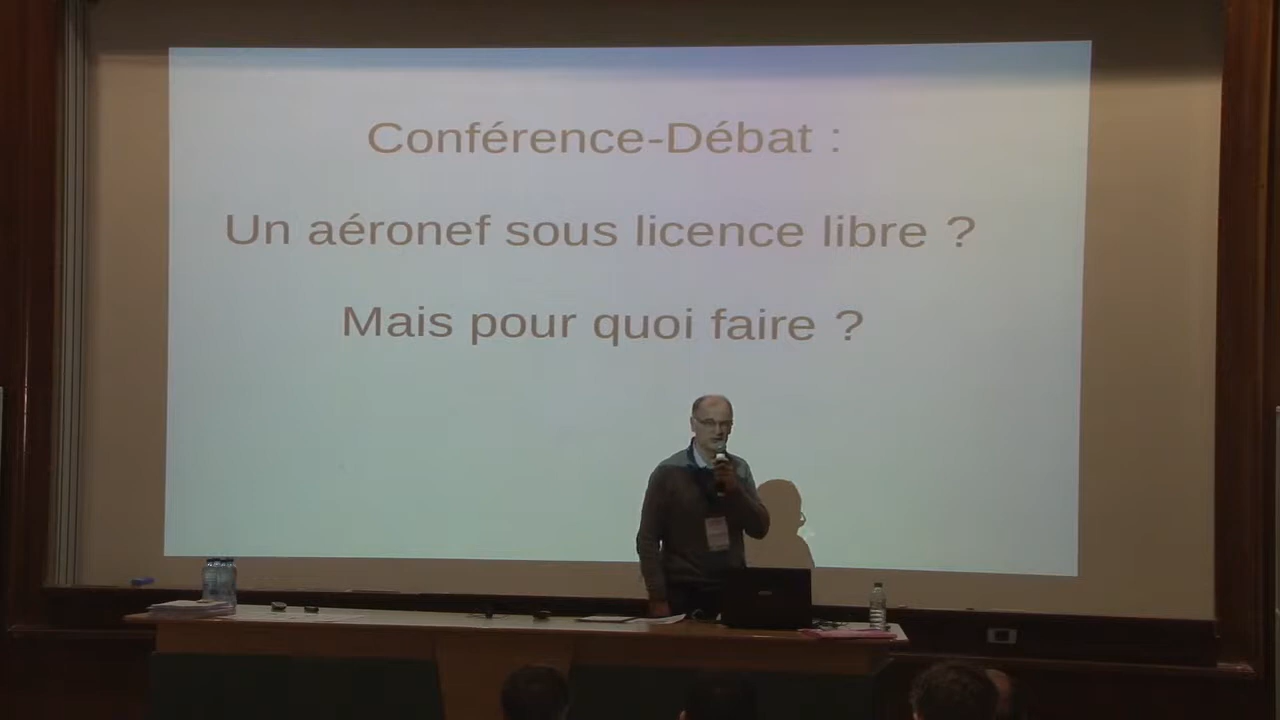 Conférence-Débat :
Un aéronef sous licence libre ?
Mais pour quoi faire ?